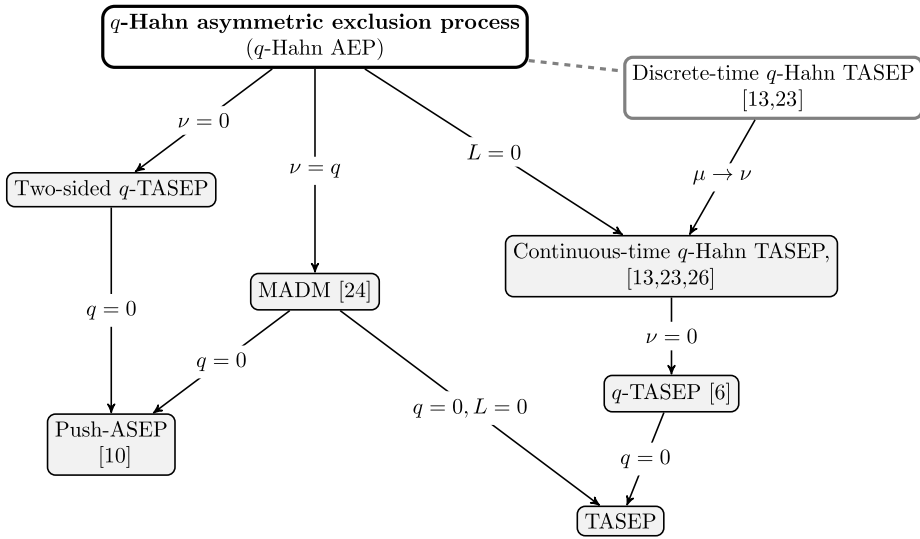 q-Hahn asymmetric exclusion process
(q-Hahn AEP)
Discrete-time q-Hahn TASEP
[13,23]
ν = 0
ν = q
L = 0
μ → ν
Two-sided q-TASEP
Continuous-time q-Hahn TASEP,
[13,23,26]
MADM [24]
q = 0
ν = 0
q = 0
q-TASEP [6]
q = 0, L = 0
Push-ASEP
[10]
q = 0
TASEP